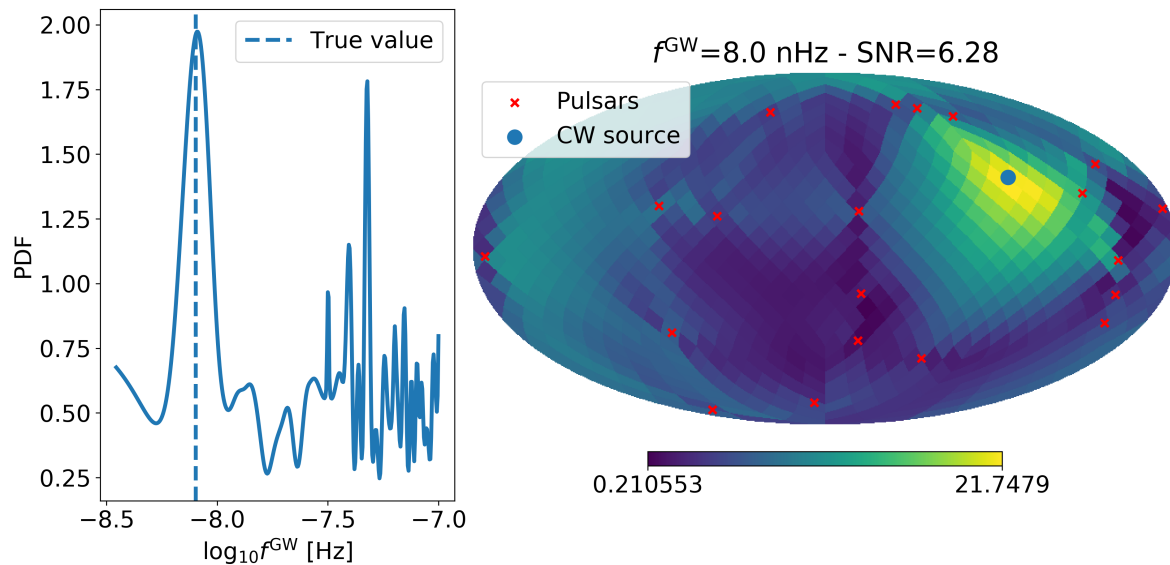 2.00
1.75
1.50
1.25
1.00
0.75
0.50
0.25
PDF
−8.5 −8.0 −7.5 −7.0
log₁₀f^GW [Hz]
True value
f^GW=8.0 nHz - SNR=6.28
Pulsars
CW source
0.210553 21.7479